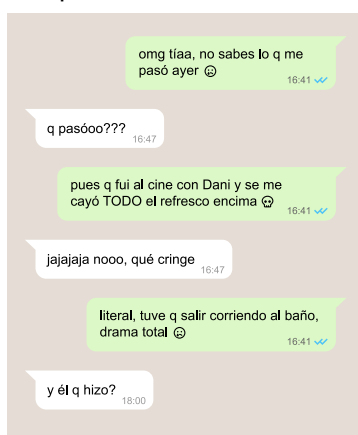 omg tíaa, no sabes lo q me
pasó ayer ☹
16:41
q pasóoo???
16:47
pues q fui al cine con Dani y se me
cayó TODO el refresco encima 💀
16:41
jajajaja nooo, qué cringe
16:47
literal, tuve q salir corriendo al baño,
drama total ☹
16:41
y él q hizo?
18:00